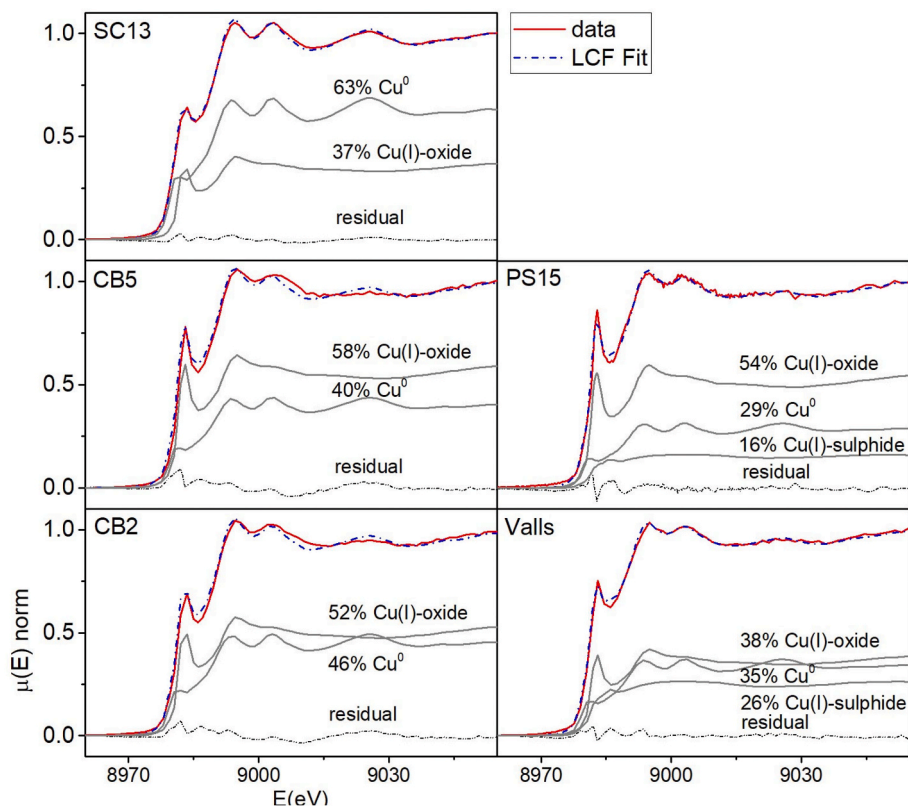 SC13
data
LCF Fit
1.0
63% Cu⁰
0.5
37% Cu(I)-oxide
residual
0.0
CB5
1.0
58% Cu(I)-oxide
0.5
40% Cu⁰
residual
0.0
PS15
54% Cu(I)-oxide
29% Cu⁰
16% Cu(I)-sulphide
residual
CB2
1.0
52% Cu(I)-oxide
0.5
46% Cu⁰
residual
0.0
Valls
38% Cu(I)-oxide
35% Cu⁰
26% Cu(I)-sulphide
residual
μ(E) norm
8970 9000 9030
8970 9000 9030
E(eV)